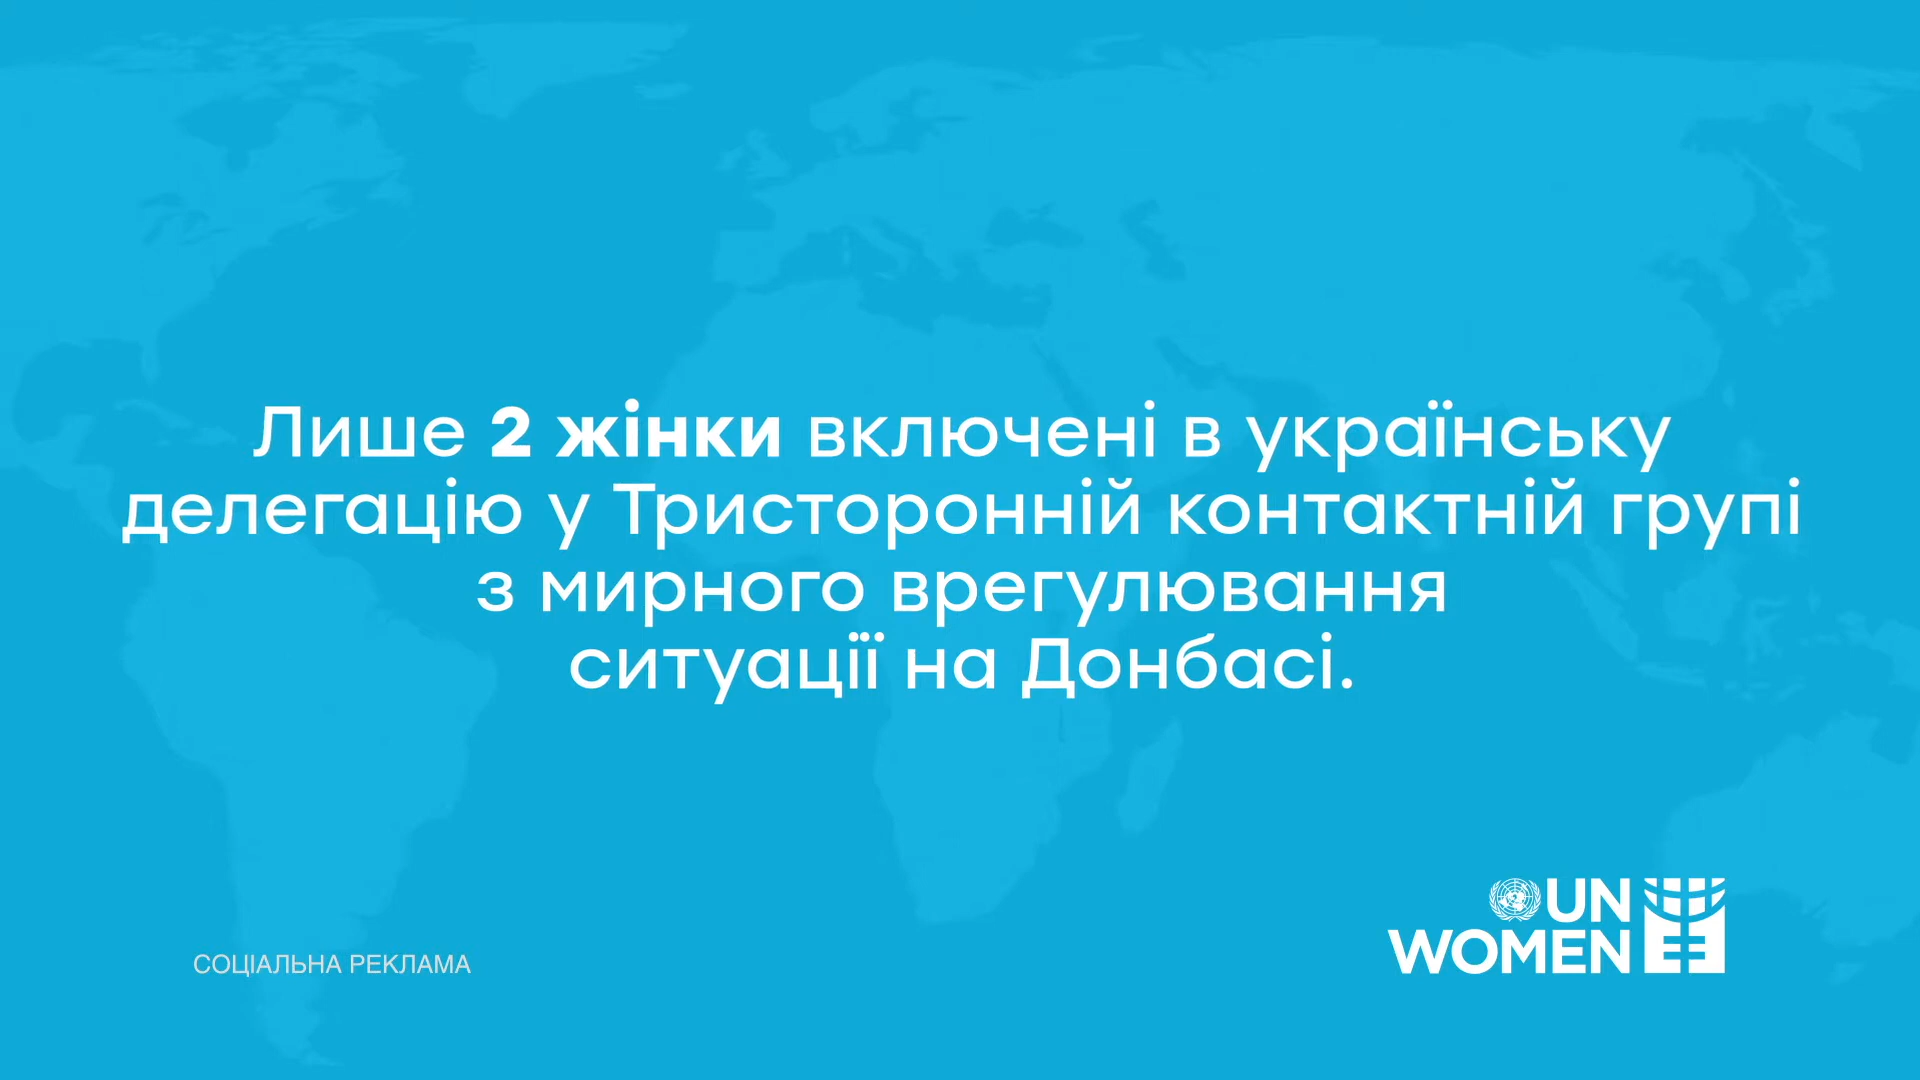 Лише 2 жінки включені в українську
делегацію у Тристоронній контактній групі
з мирного врегулювання
ситуації на Донбасі.
UN
WOMEN
СОЦІАЛЬНА РЕКЛАМА